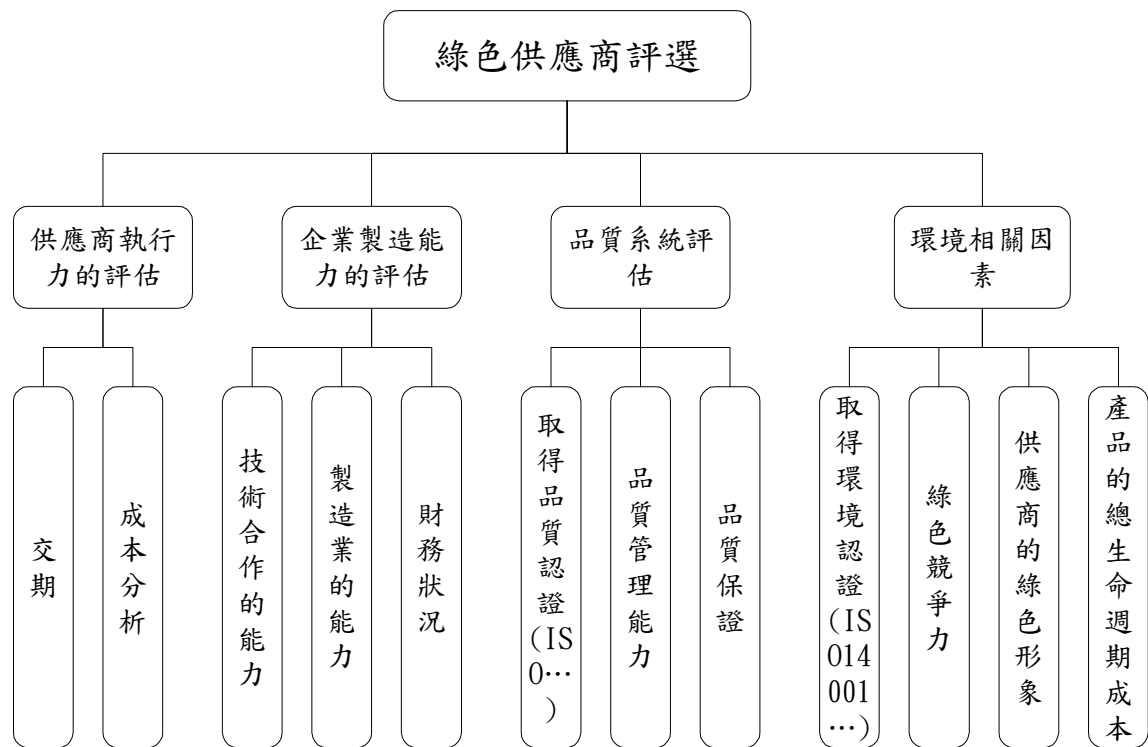 綠色供應商評選
供應商執行
力的評估
企業製造能
力的評估
品質系統評
估
環境相關因
素
交期
成本分析
技術合作的能力
製造業的能力
財務狀況
取得品質認證(ISO…)
品質管理能力
品質保證
取得環境認證(ISO14001…)
綠色競爭力
供應商的綠色形象
產品的總生命週期成本